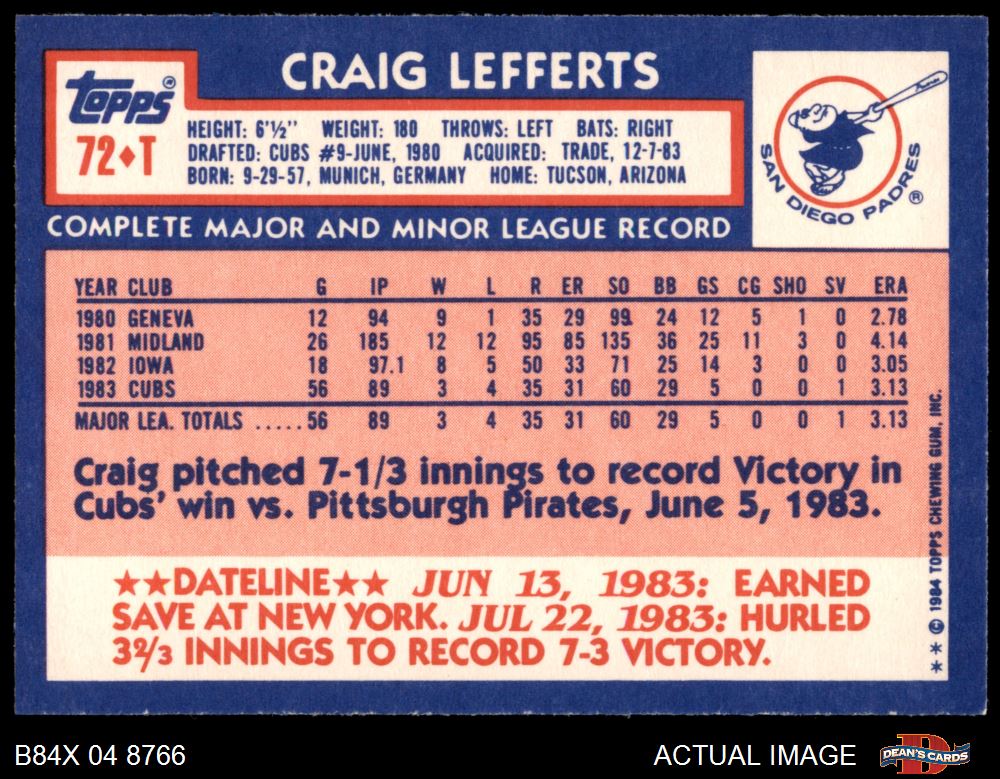 CRAIG LEFFERTS
Topps®
72♦T
HEIGHT: 6'½" WEIGHT: 180 THROWS: LEFT BATS: RIGHT
DRAFTED: CUBS #9-JUNE, 1980 ACQUIRED: TRADE, 12-7-83
BORN: 9-29-57, MUNICH, GERMANY HOME: TUCSON, ARIZONA
SAN DIEGO PADRES ®
COMPLETE MAJOR AND MINOR LEAGUE RECORD
YEAR CLUB G IP W L R ER SO BB GS CG SHO SV ERA
1980 GENEVA 12 94 9 1 35 29 99 24 12 5 1 0 2.78
1981 MIDLAND 26 185 12 12 95 85 135 36 25 11 3 0 4.14
1982 IOWA 18 97.1 8 5 50 33 71 25 14 3 0 0 3.05
1983 CUBS 56 89 3 4 35 31 60 29 5 0 0 1 3.13
MAJOR LEA. TOTALS .....56 89 3 4 35 31 60 29 5 0 0 1 3.13
Craig pitched 7-1/3 innings to record Victory in
Cubs' win vs. Pittsburgh Pirates, June 5, 1983.
★★DATELINE★★ JUN 13, 1983: EARNED
SAVE AT NEW YORK. JUL 22, 1983: HURLED
3⅔ INNINGS TO RECORD 7-3 VICTORY.
** © 1984 TOPPS CHEWING GUM, INC.
B84X 04 8766
ACTUAL IMAGE
DEAN'S CARDS